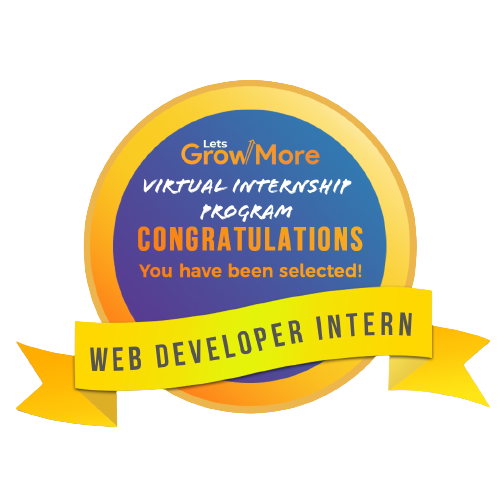 Lets
GrowMore
VIRTUAL INTERNSHIP
PROGRAM
CONGRATULATIONS
You have been selected!
WEB DEVELOPER INTERN